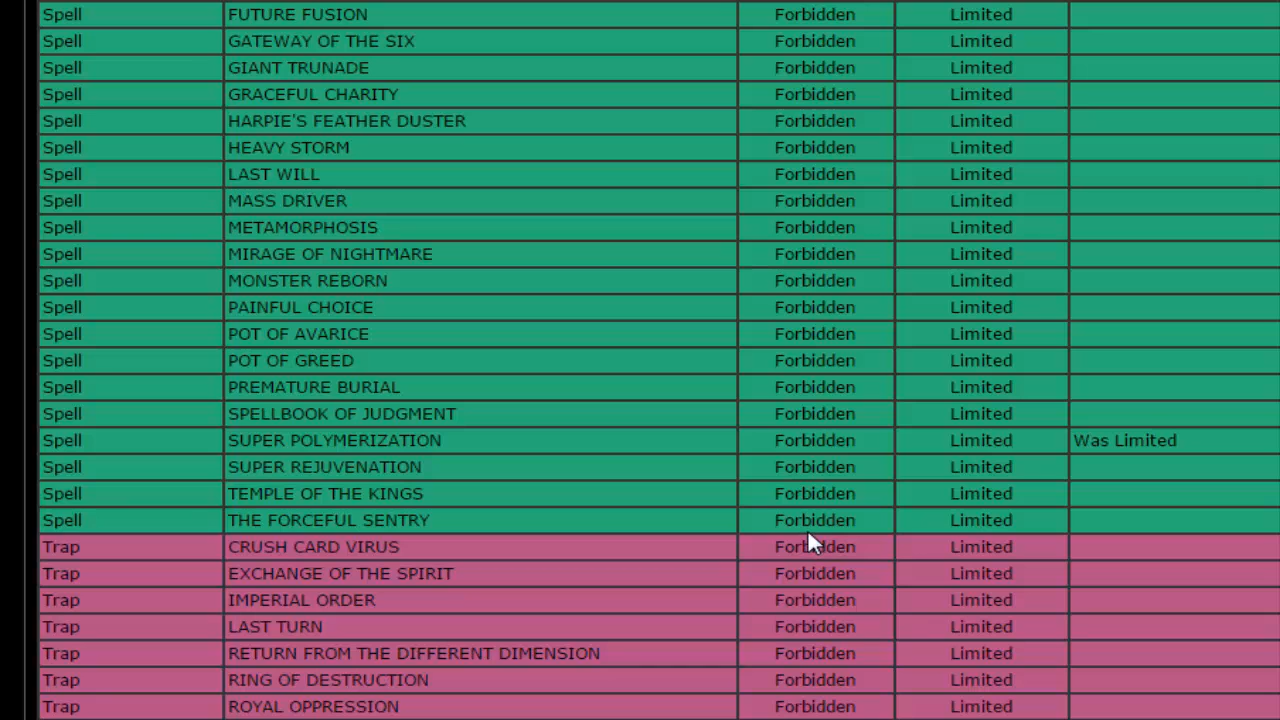 Spell FUTURE FUSION Forbidden Limited
Spell GATEWAY OF THE SIX Forbidden Limited
Spell GIANT TRUNADE Forbidden Limited
Spell GRACEFUL CHARITY Forbidden Limited
Spell HARPIE'S FEATHER DUSTER Forbidden Limited
Spell HEAVY STORM Forbidden Limited
Spell LAST WILL Forbidden Limited
Spell MASS DRIVER Forbidden Limited
Spell METAMORPHOSIS Forbidden Limited
Spell MIRAGE OF NIGHTMARE Forbidden Limited
Spell MONSTER REBORN Forbidden Limited
Spell PAINFUL CHOICE Forbidden Limited
Spell POT OF AVARICE Forbidden Limited
Spell POT OF GREED Forbidden Limited
Spell PREMATURE BURIAL Forbidden Limited
Spell SPELLBOOK OF JUDGMENT Forbidden Limited
Spell SUPER POLYMERIZATION Forbidden Limited Was Limited
Spell SUPER REJUVENATION Forbidden Limited
Spell TEMPLE OF THE KINGS Forbidden Limited
Spell THE FORCEFUL SENTRY Forbidden Limited
Trap CRUSH CARD VIRUS Forbidden Limited
Trap EXCHANGE OF THE SPIRIT Forbidden Limited
Trap IMPERIAL ORDER Forbidden Limited
Trap LAST TURN Forbidden Limited
Trap RETURN FROM THE DIFFERENT DIMENSION Forbidden Limited
Trap RING OF DESTRUCTION Forbidden Limited
Trap ROYAL OPPRESSION Forbidden Limited